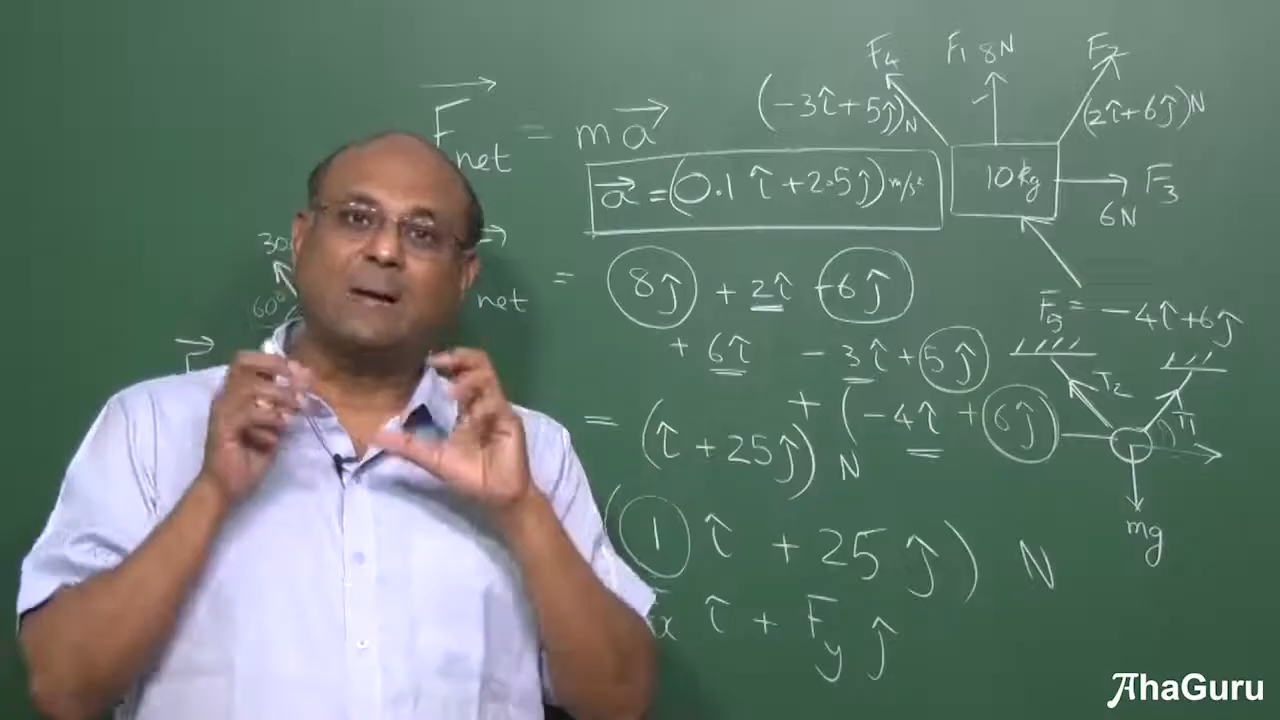 F⃗net = ma⃗
a⃗ = (0.1 î + 2.5 ĵ) m/s²
net = 8ĵ + 2î + 6ĵ
+ 6î - 3î + 5ĵ
+ (-4î + 6ĵ)
= (î + 25ĵ) N
(1 î + 25 ĵ) N
x î + Fy ĵ
30
60°
F4 F1 8N F2
(-3î + 5ĵ)N (2î + 6ĵ)N
10kg F3
6N
F5 = -4î + 6ĵ
T2 T1
mg
AhaGuru